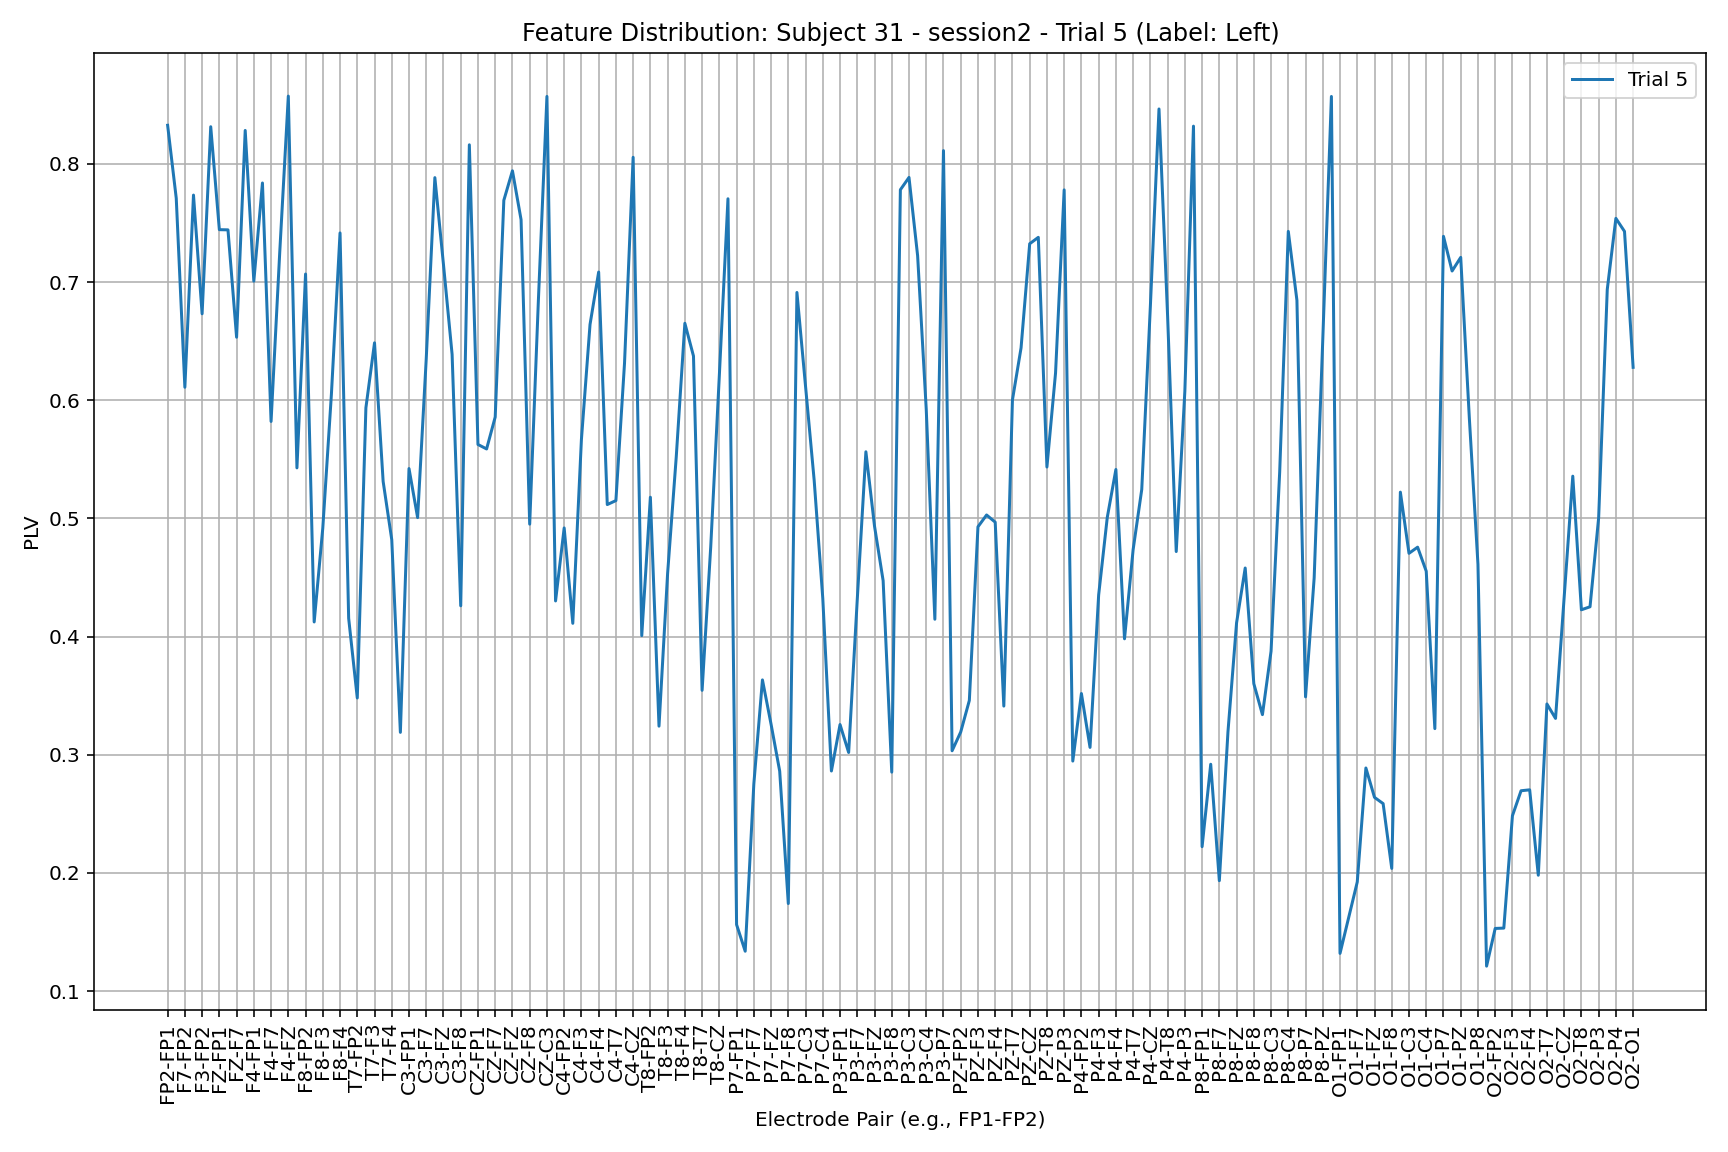 Feature Distribution: Subject 31 - session2 - Trial 5 (Label: Left)
Trial 5
PLV
0.8
0.7
0.6
0.5
0.4
0.3
0.2
0.1
FP2-FP1
F7-FP2
F3-FP2
FZ-FP1
FZ-F7
F4-FP1
F4-F7
F4-FZ
F8-FP2
F8-F3
F8-F4
T7-FP2
T7-F3
T7-F4
C3-FP1
C3-F7
C3-FZ
C3-F8
CZ-FP1
CZ-F7
CZ-FZ
CZ-F8
CZ-C3
C4-FP2
C4-F3
C4-F4
C4-T7
C4-CZ
T8-FP2
T8-F3
T8-F4
T8-T7
T8-CZ
P7-FP1
P7-F7
P7-FZ
P7-F8
P7-C3
P7-C4
P3-FP1
P3-F7
P3-FZ
P3-F8
P3-C3
P3-C4
P3-P7
PZ-FP2
PZ-F3
PZ-F4
PZ-T7
PZ-CZ
PZ-T8
PZ-P3
P4-FP2
P4-F3
P4-F4
P4-T7
P4-CZ
P4-T8
P4-P3
P8-FP1
P8-F7
P8-FZ
P8-F8
P8-C3
P8-C4
P8-P7
P8-PZ
O1-FP1
O1-F7
O1-FZ
O1-F8
O1-C3
O1-C4
O1-P7
O1-PZ
O1-P8
O2-FP2
O2-F3
O2-F4
O2-T7
O2-CZ
O2-T8
O2-P3
O2-P4
O2-O1
Electrode Pair (e.g., FP1-FP2)